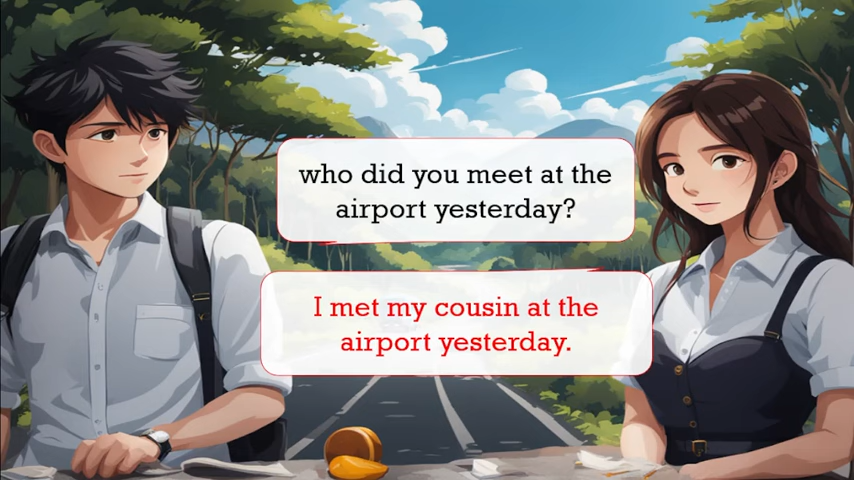 who did you meet at the
airport yesterday?
I met my cousin at the
airport yesterday.